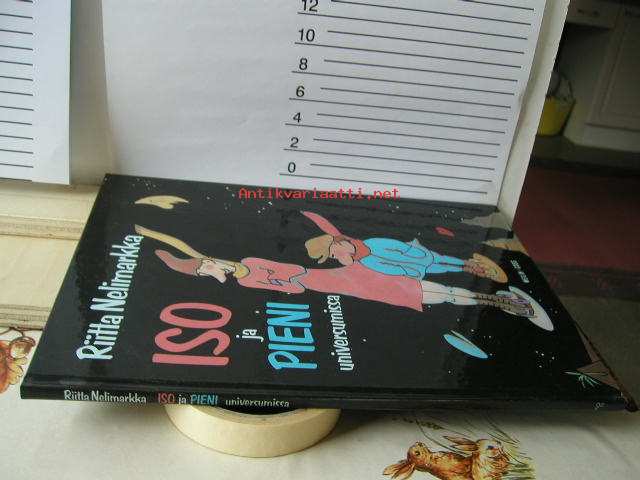 12
10
8
6
4
2
0
Antikvariaatti.net
Riitta Nelimarkka
ISO
ja
PIENI
universumissa
Riitta Nelimarkka ISO ja PIENI universumissa